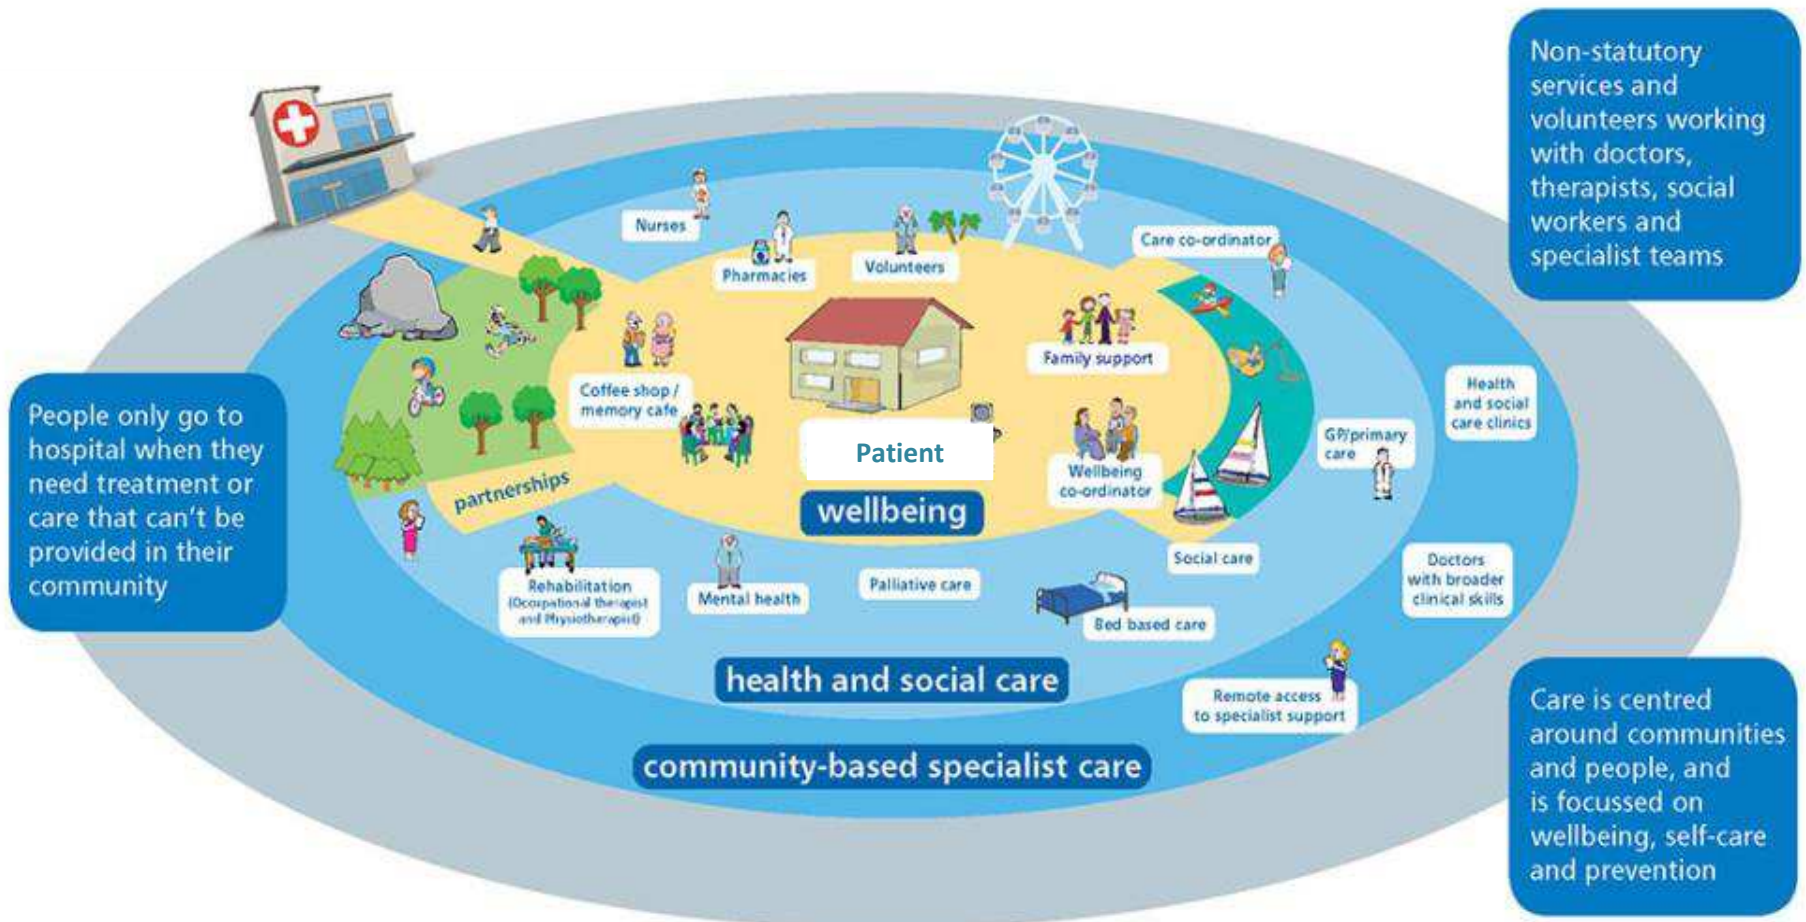 Non-statutory
services and
volunteers working
with doctors,
therapists, social
workers and
specialist teams
Nurses
Pharmacies
Volunteers
Care co-ordinator
Coffee shop /
memory cafe
Family support
Patient
wellbeing
Wellbeing
co-ordinator
partnerships
GP/primary
care
Health
and social
care clinics
People only go to
hospital when they
need treatment or
care that can't be
provided in their
community
Rehabilitation
(Occupational therapist
and Physiotherapist)
Mental health
Palliative care
Bed based care
Social care
Doctors
with broader
clinical skills
health and social care
Remote access
to specialist support
community-based specialist care
Care is centred
around communities
and people, and
is focussed on
wellbeing, self-care
and prevention